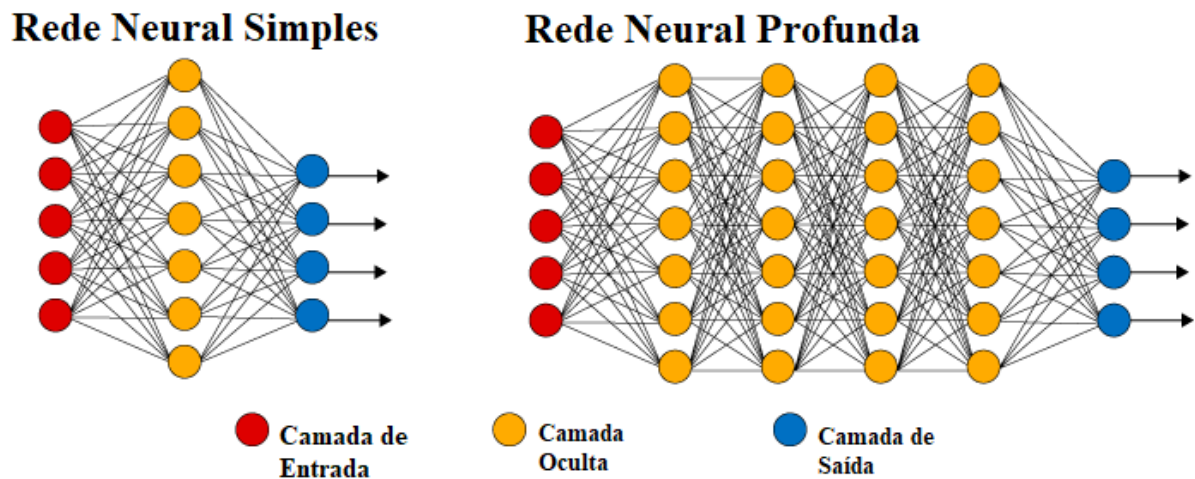 Rede Neural Simples
Rede Neural Profunda
Camada de
Entrada
Camada
Oculta
Camada de
Saída